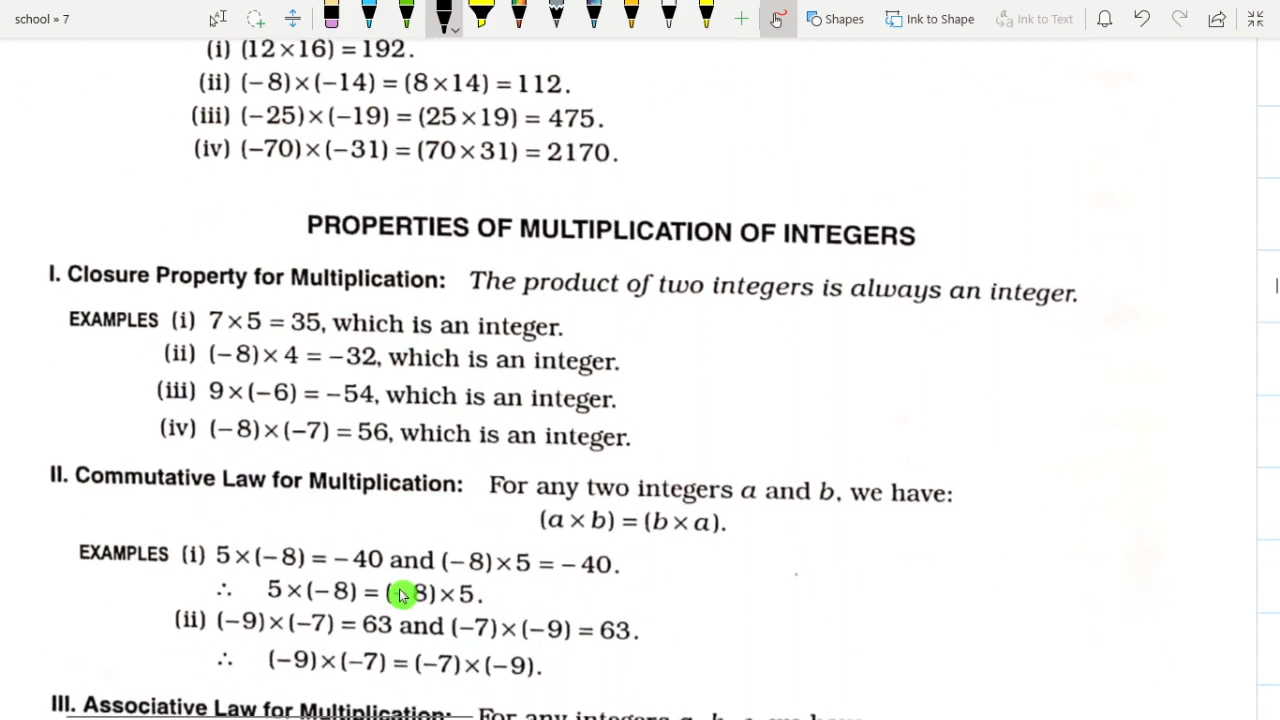 school » 7
Shapes
Ink to Shape
Ink to Text
(i) (12×16) = 192.
(ii) (−8)×(−14) = (8×14) = 112.
(iii) (−25)×(−19) = (25×19) = 475.
(iv) (−70)×(−31) = (70×31) = 2170.
PROPERTIES OF MULTIPLICATION OF INTEGERS
I. Closure Property for Multiplication: The product of two integers is always an integer.
EXAMPLES (i) 7×5 = 35, which is an integer.
(ii) (−8)×4 = −32, which is an integer.
(iii) 9×(−6) = −54, which is an integer.
(iv) (−8)×(−7) = 56, which is an integer.
II. Commutative Law for Multiplication: For any two integers a and b, we have:
(a×b) = (b×a).
EXAMPLES (i) 5×(−8) = −40 and (−8)×5 = −40.
∴ 5×(−8) = (−8)×5.
(ii) (−9)×(−7) = 63 and (−7)×(−9) = 63.
∴ (−9)×(−7) = (−7)×(−9).
III. Associative Law for Multiplication: For any integers a, b, c, we have